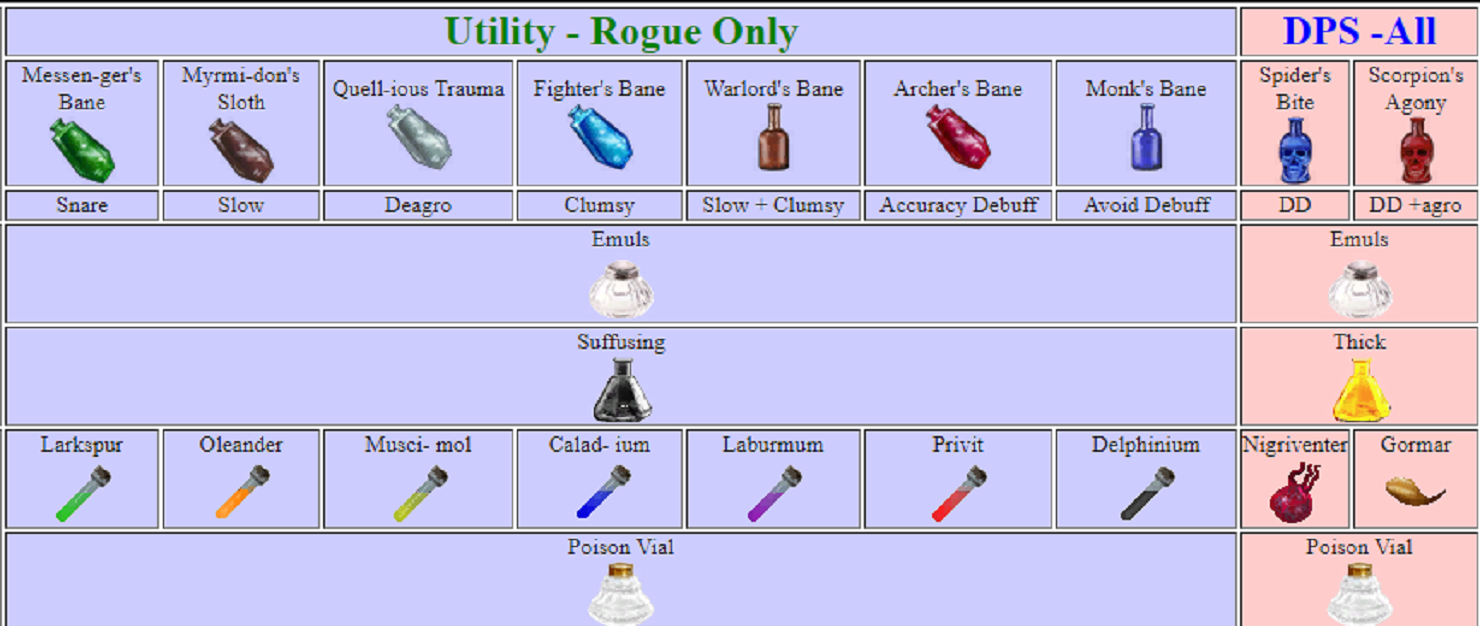 Utility - Rogue Only
DPS -All
Messen-ger's
Bane
Myrmi-don's
Sloth
Quell-ious Trauma
Fighter's Bane
Warlord's Bane
Archer's Bane
Monk's Bane
Spider's
Bite
Scorpion's
Agony
Snare
Slow
Deagro
Clumsy
Slow + Clumsy
Accuracy Debuff
Avoid Debuff
DD
DD +agro
Emuls
Emuls
Suffusing
Thick
Larkspur
Oleander
Musci- mol
Calad- ium
Laburmum
Privit
Delphinium
Nigriventer
Gormar
Poison Vial
Poison Vial